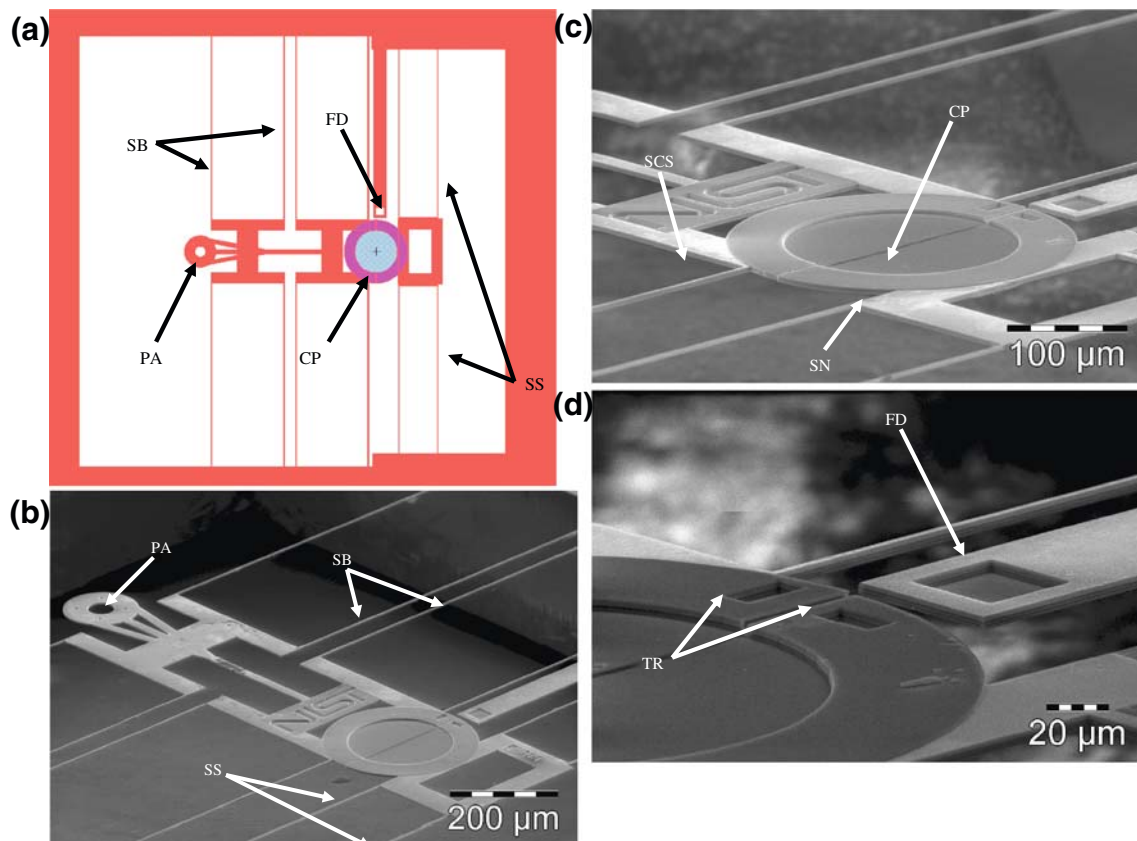 (a)
FD
SB
PA
CP
SS
(b)
PA
SB
NIST
SS
200 µm
(c)
CP
SCS
NIST
SN
100 µm
(d)
FD
TR
20 µm